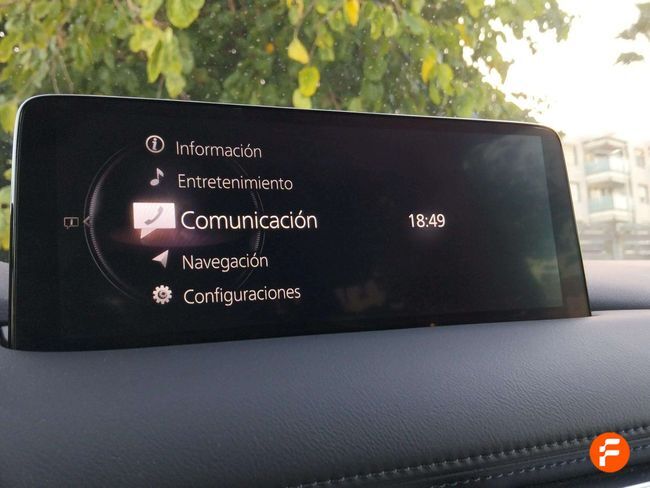 Información
Entretenimiento
Comunicación
18:49
Navegación
Configuraciones